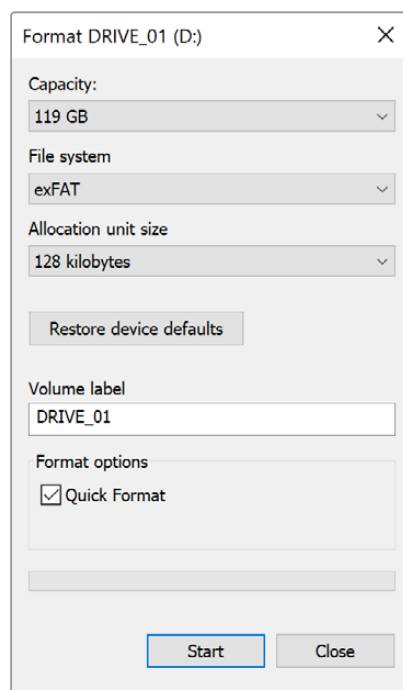 Format DRIVE_01 (D:)
Capacity:
119 GB
File system
exFAT
Allocation unit size
128 kilobytes
Restore device defaults
Volume label
DRIVE_01
Format options
Quick Format
Start Close